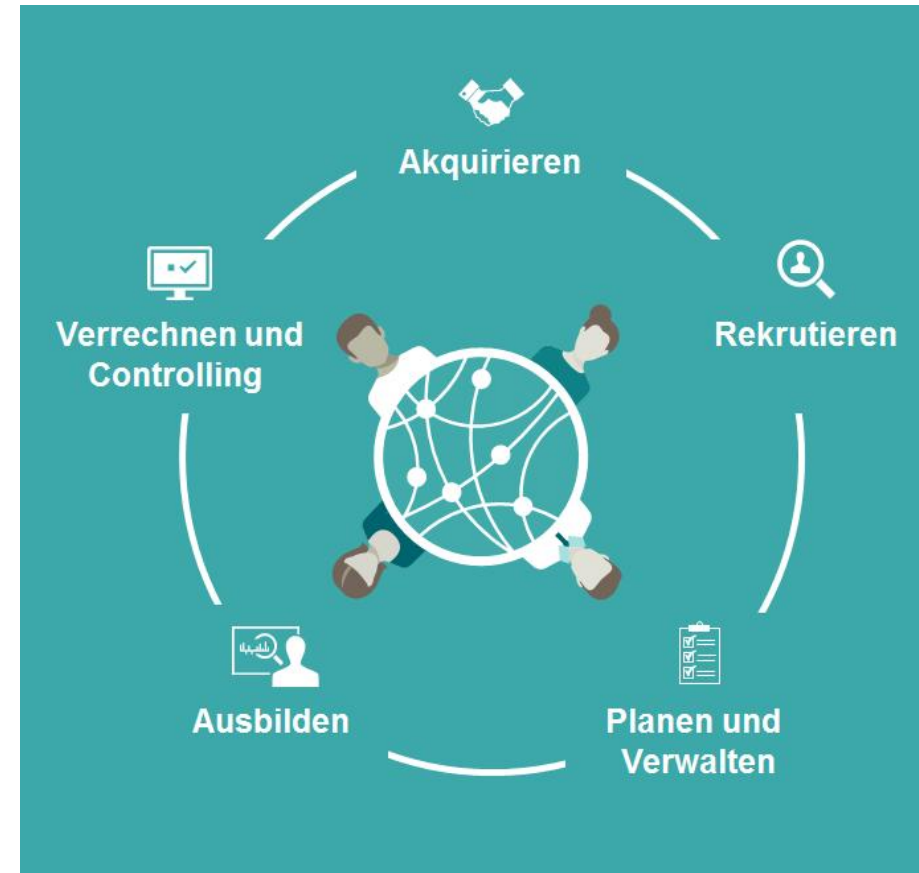 Akquirieren
Rekrutieren
Planen und
Verwalten
Ausbilden
Verrechnen und
Controlling